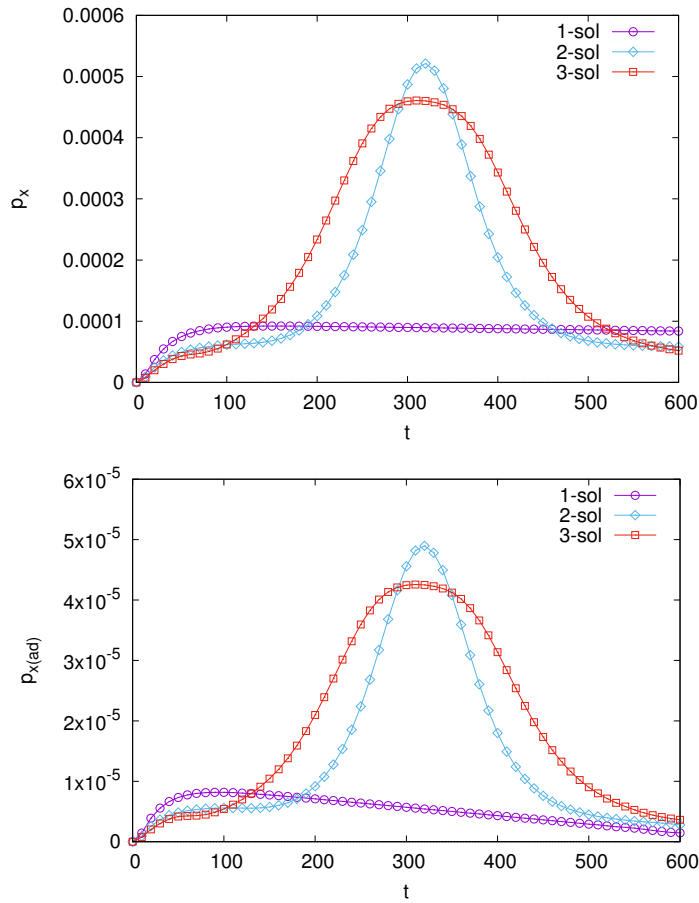 0.0006
0.0005
0.0004
0.0003
0.0002
0.0001
0
pₓ
1-sol
2-sol
3-sol
0 100 200 300 400 500 600
t
6x10⁻⁵
5x10⁻⁵
4x10⁻⁵
3x10⁻⁵
2x10⁻⁵
1x10⁻⁵
0
pₓ₍ad₎
1-sol
2-sol
3-sol
0 100 200 300 400 500 600
t